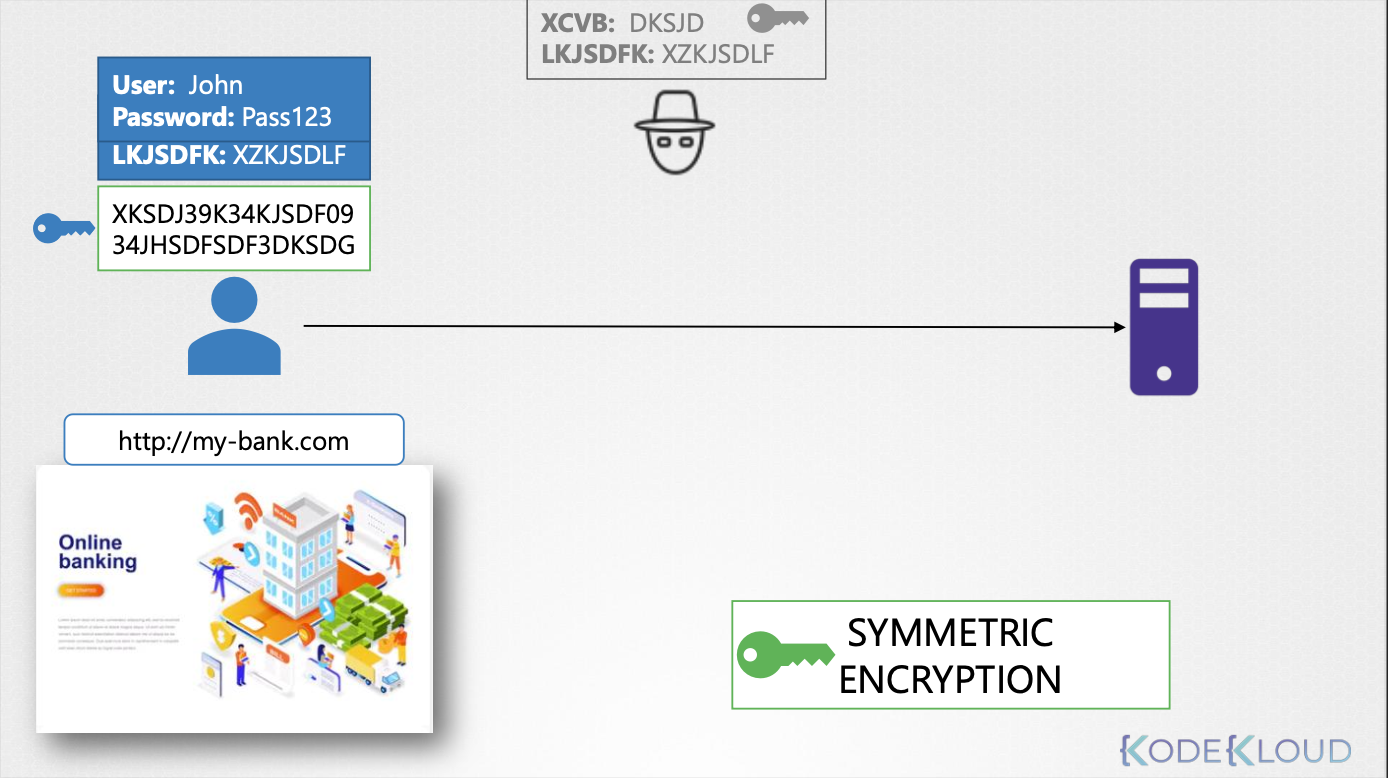 XCVB: DKSJD
LKJSDFK: XZKJSDLF
User: John
Password: Pass123
LKJSDFK: XZKJSDLF
XKSDJ39K34KJSDF09
34JHSDFSDF3DKSDG
http://my-bank.com
Online
banking
GET STARTED
SYMMETRIC
ENCRYPTION
KODEKLOUD